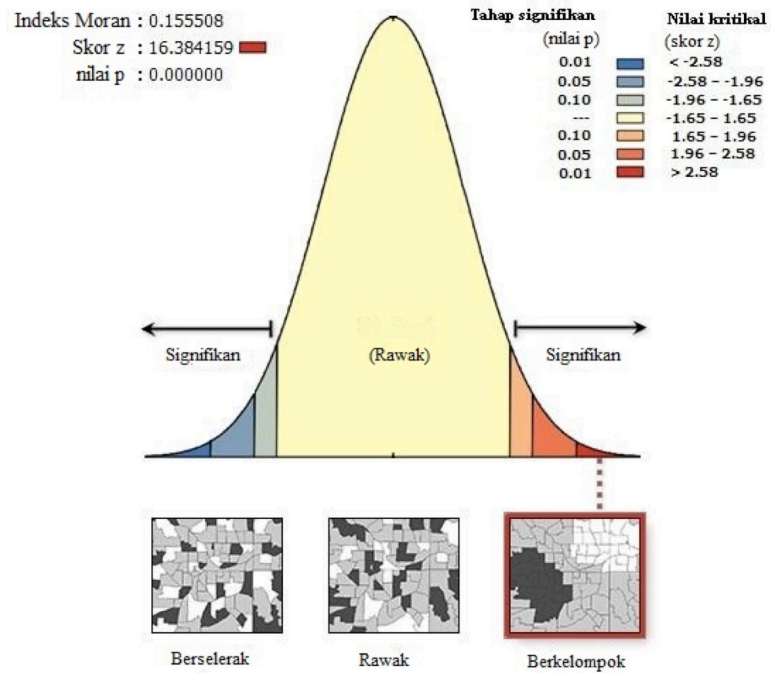 Indeks Moran : 0.155508
Skor z : 16.384159
nilai p : 0.000000
Tahap signifikan Nilai kritikal
(nilai p) (skor z)
0.01 < -2.58
0.05 -2.58 – -1.96
0.10 -1.96 – -1.65
--- -1.65 – 1.65
0.10 1.65 – 1.96
0.05 1.96 – 2.58
0.01 > 2.58
Signifikan (Rawak) Signifikan
Berselerak Rawak Berkelompok